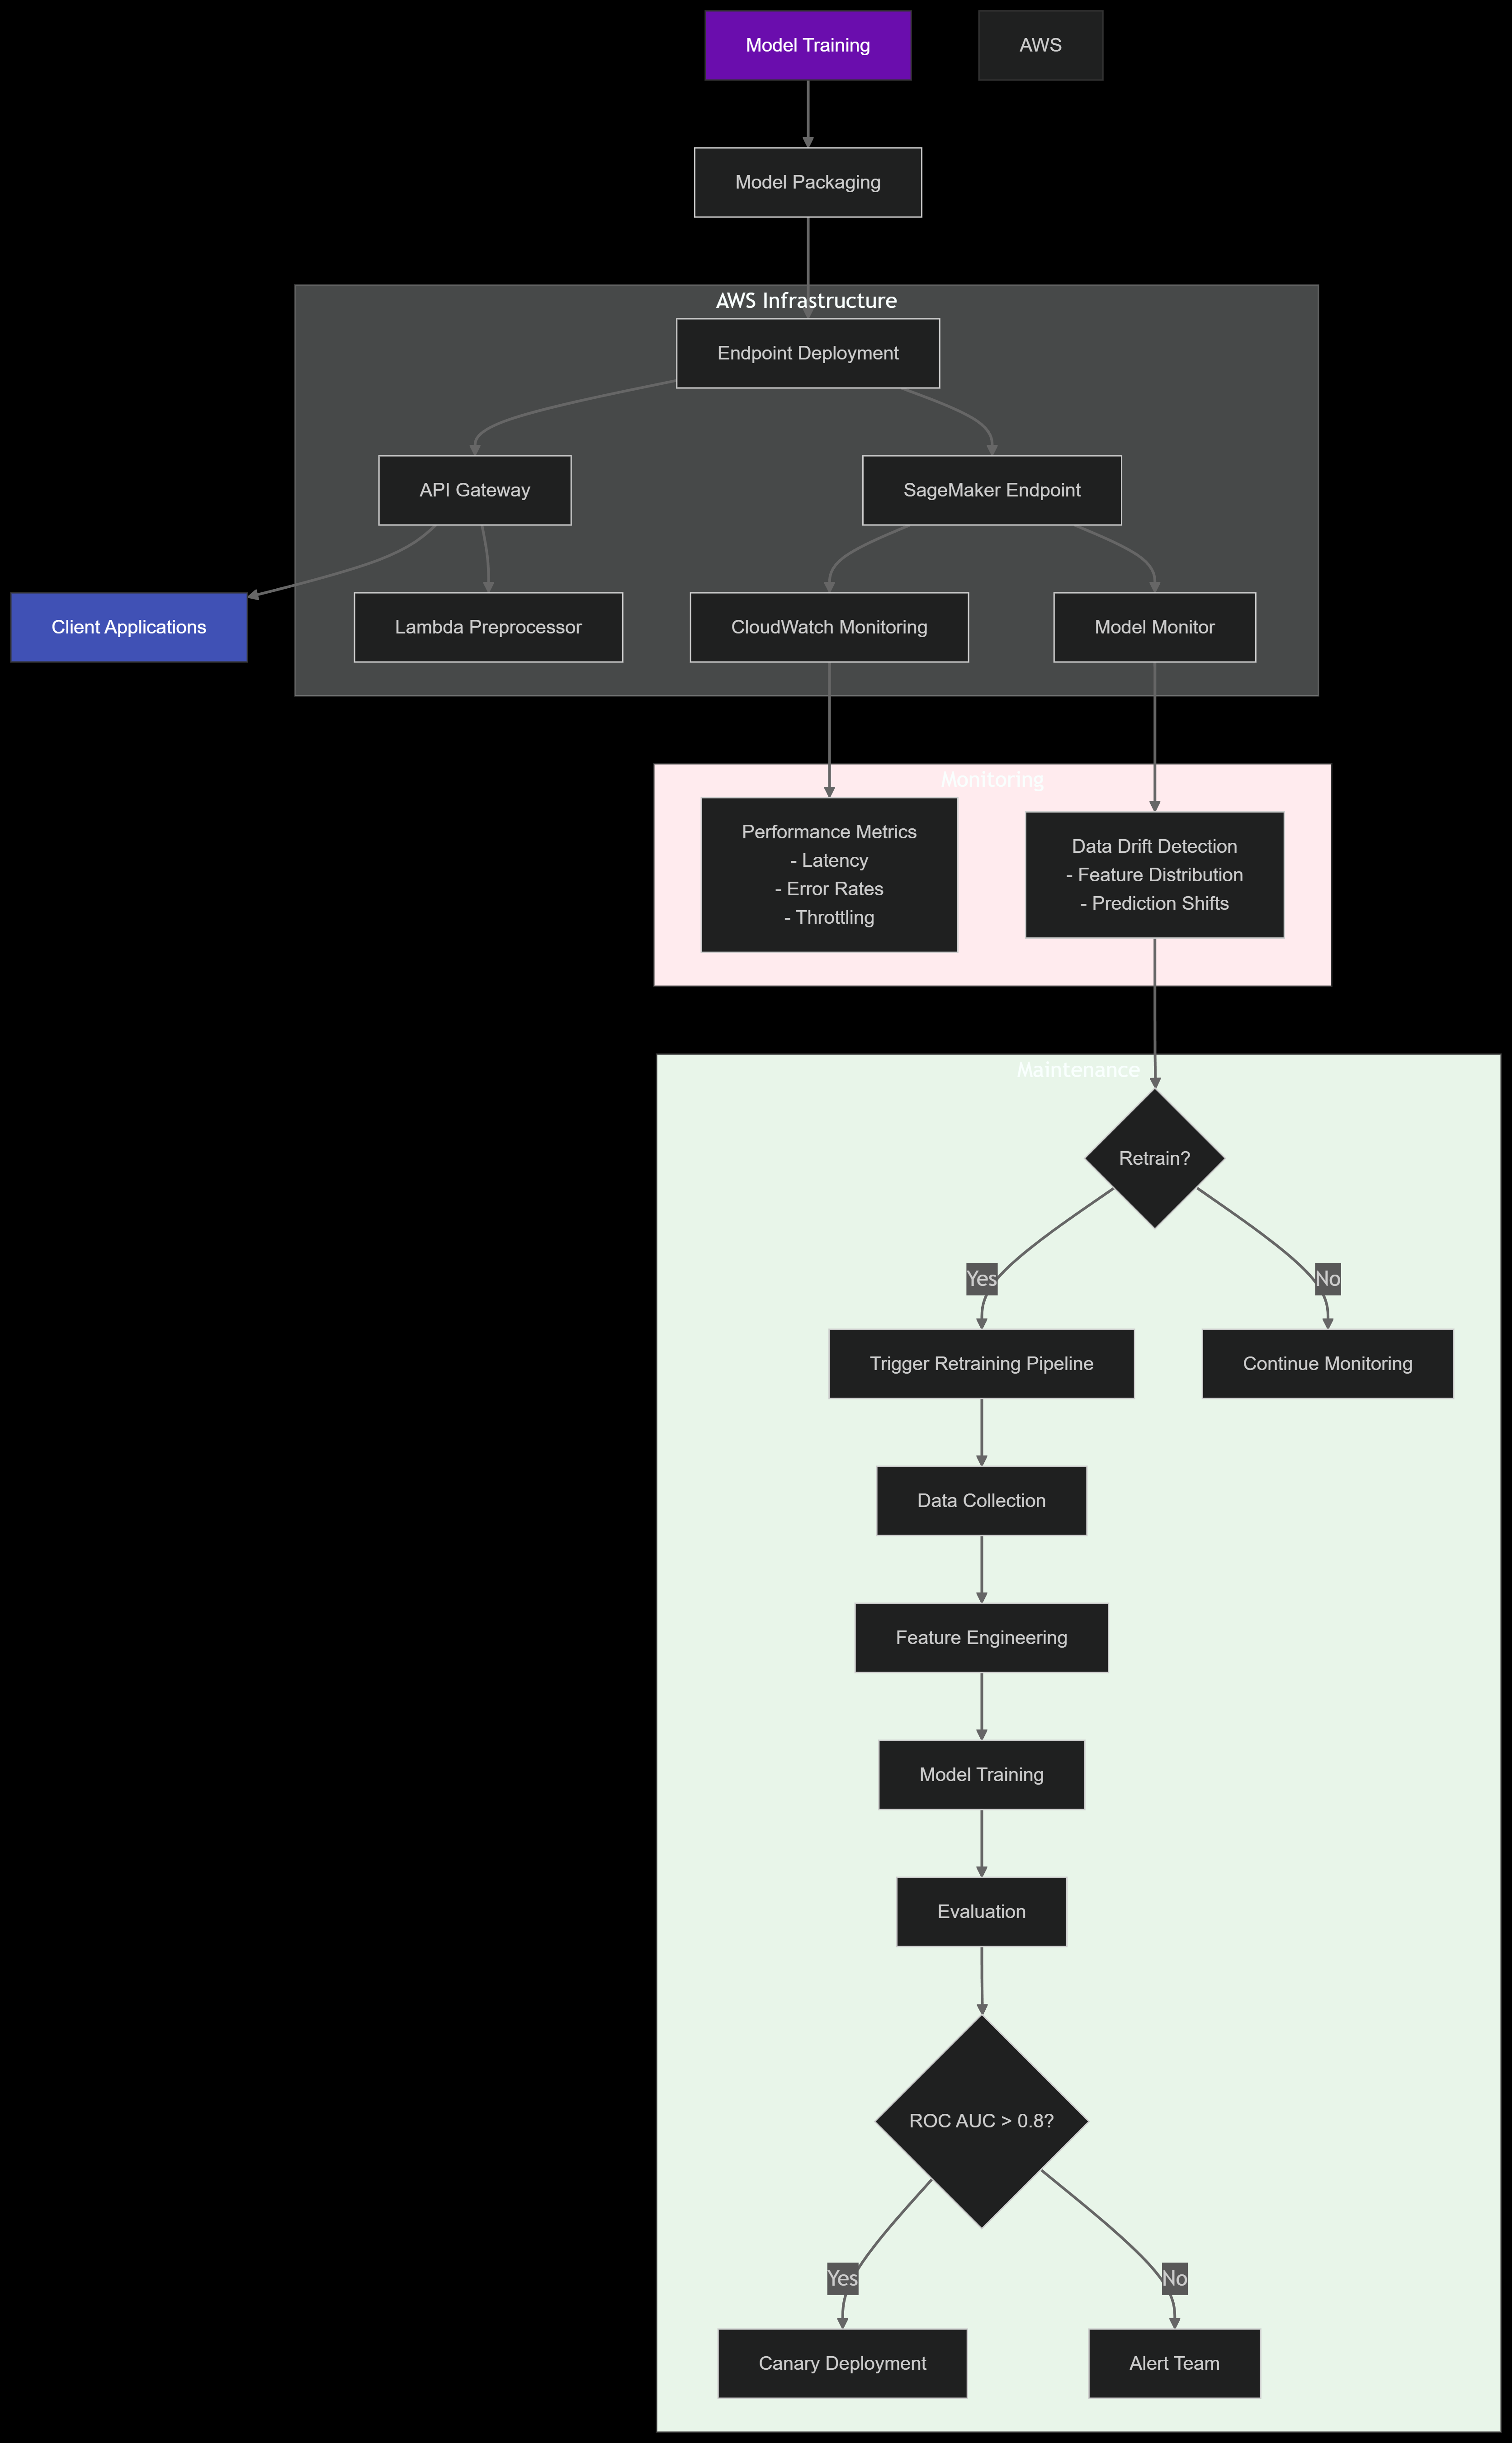 Model Training
AWS
Model Packaging
AWS Infrastructure
Endpoint Deployment
API Gateway
SageMaker Endpoint
Client Applications
Lambda Preprocessor
CloudWatch Monitoring
Model Monitor
Monitoring
Performance Metrics
- Latency
- Error Rates
- Throttling
Data Drift Detection
- Feature Distribution
- Prediction Shifts
Maintenance
Retrain?
Yes
No
Trigger Retraining Pipeline
Continue Monitoring
Data Collection
Feature Engineering
Model Training
Evaluation
ROC AUC > 0.8?
Yes
No
Canary Deployment
Alert Team